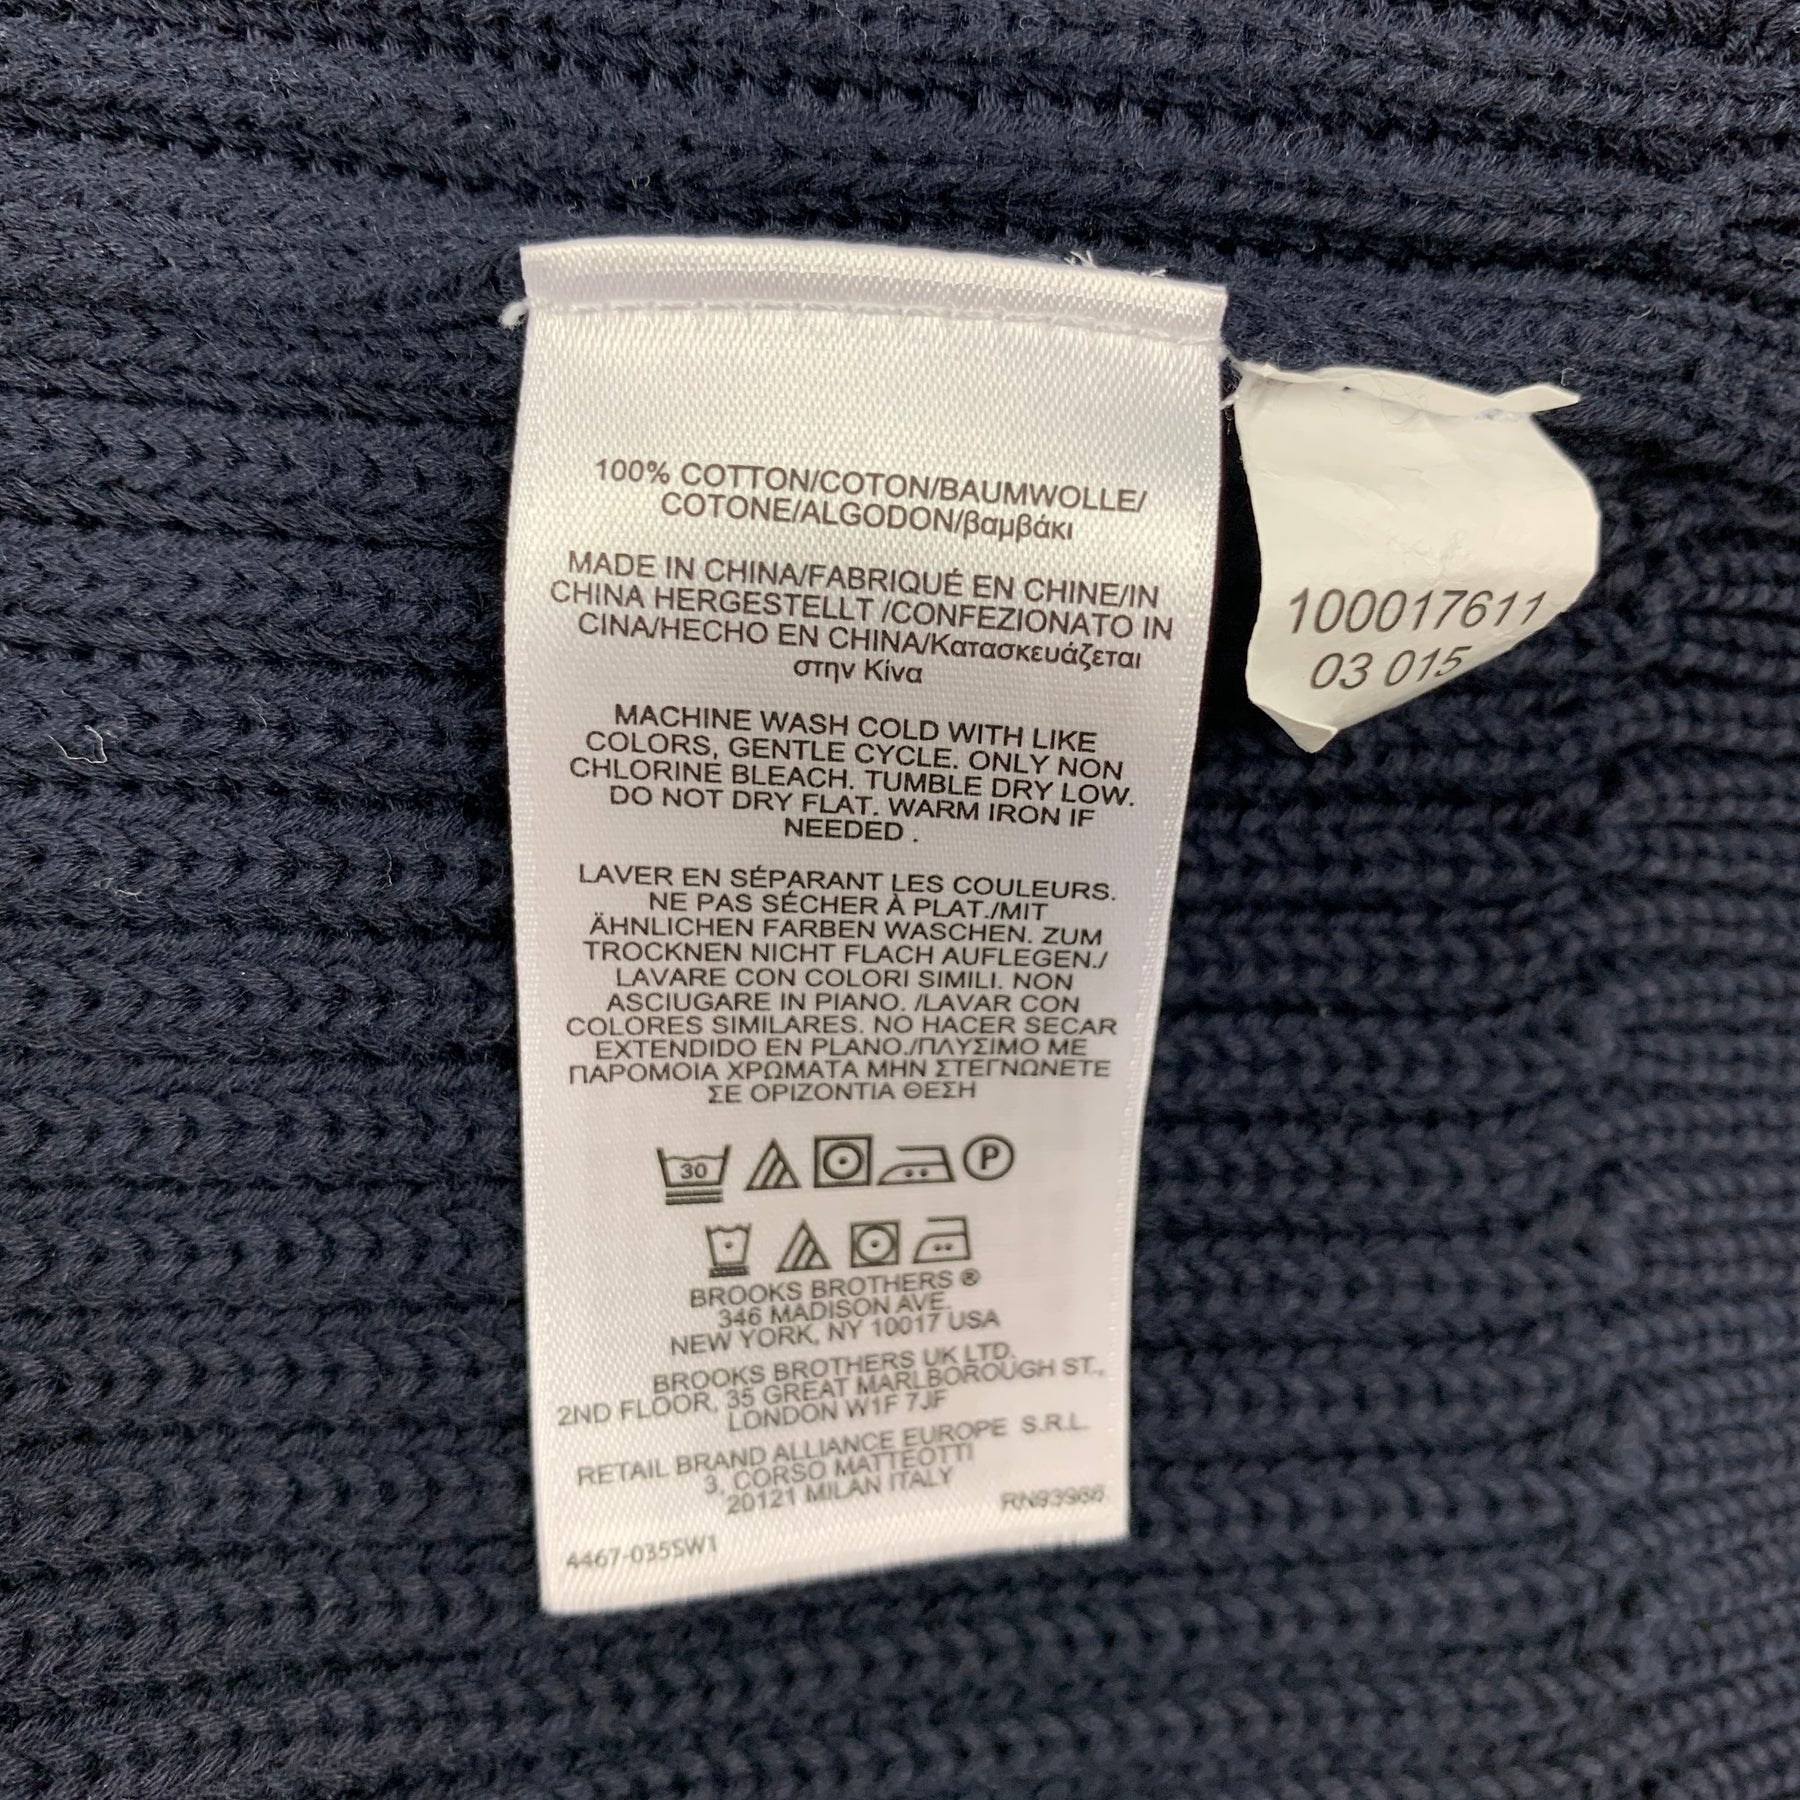 100% COTTON/COTON/BAUMWOLLE/
COTONE/ALGODON/βαμβάκι
MADE IN CHINA/FABRIQUÉ EN CHINE/IN
CHINA HERGESTELLT /CONFEZIONATO IN
CINA/HECHO EN CHINA/Κατασκευάζεται
στην Κίνα
MACHINE WASH COLD WITH LIKE
COLORS, GENTLE CYCLE. ONLY NON
CHLORINE BLEACH. TUMBLE DRY LOW.
DO NOT DRY FLAT. WARM IRON IF
NEEDED .
LAVER EN SÉPARANT LES COULEURS.
NE PAS SÉCHER À PLAT./MIT
ÄHNLICHEN FARBEN WASCHEN. ZUM
TROCKNEN NICHT FLACH AUFLEGEN./
LAVARE CON COLORI SIMILI. NON
ASCIUGARE IN PIANO. /LAVAR CON
COLORES SIMILARES. NO HACER SECAR
EXTENDIDO EN PLANO./ΠΛΥΣΙΜΟ ΜΕ
ΠΑΡΟΜΟΙΑ ΧΡΩΜΑΤΑ ΜΗΝ ΣΤΕΓΝΩΝΕΤΕ
ΣΕ ΟΡΙΖΟΝΤΙΑ ΘΕΣΗ
30 P
BROOKS BROTHERS ®
346 MADISON AVE.
NEW YORK, NY 10017 USA
BROOKS BROTHERS UK LTD.
2ND FLOOR, 35 GREAT MARLBOROUGH ST.,
LONDON W1F 7JF
RETAIL BRAND ALLIANCE EUROPE S.R.L.
3, CORSO MATTEOTTI
20121 MILAN ITALY
RN93966
4467-035SW1
100017611
03 015